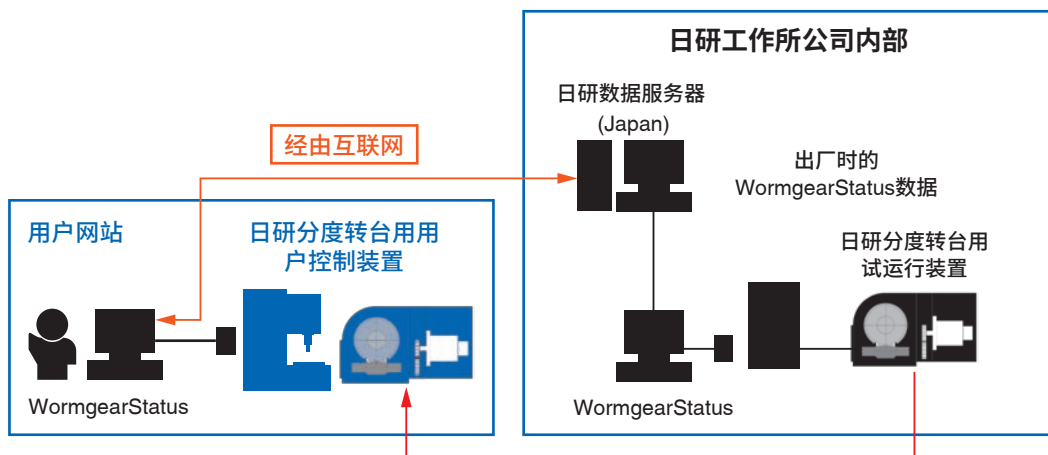 日研工作所公司内部
日研数据服务器
(Japan)
经由互联网
出厂时的
WormgearStatus数据
用户网站
日研分度转台用用
户控制装置
日研分度转台用
试运行装置
WormgearStatus
WormgearStatus